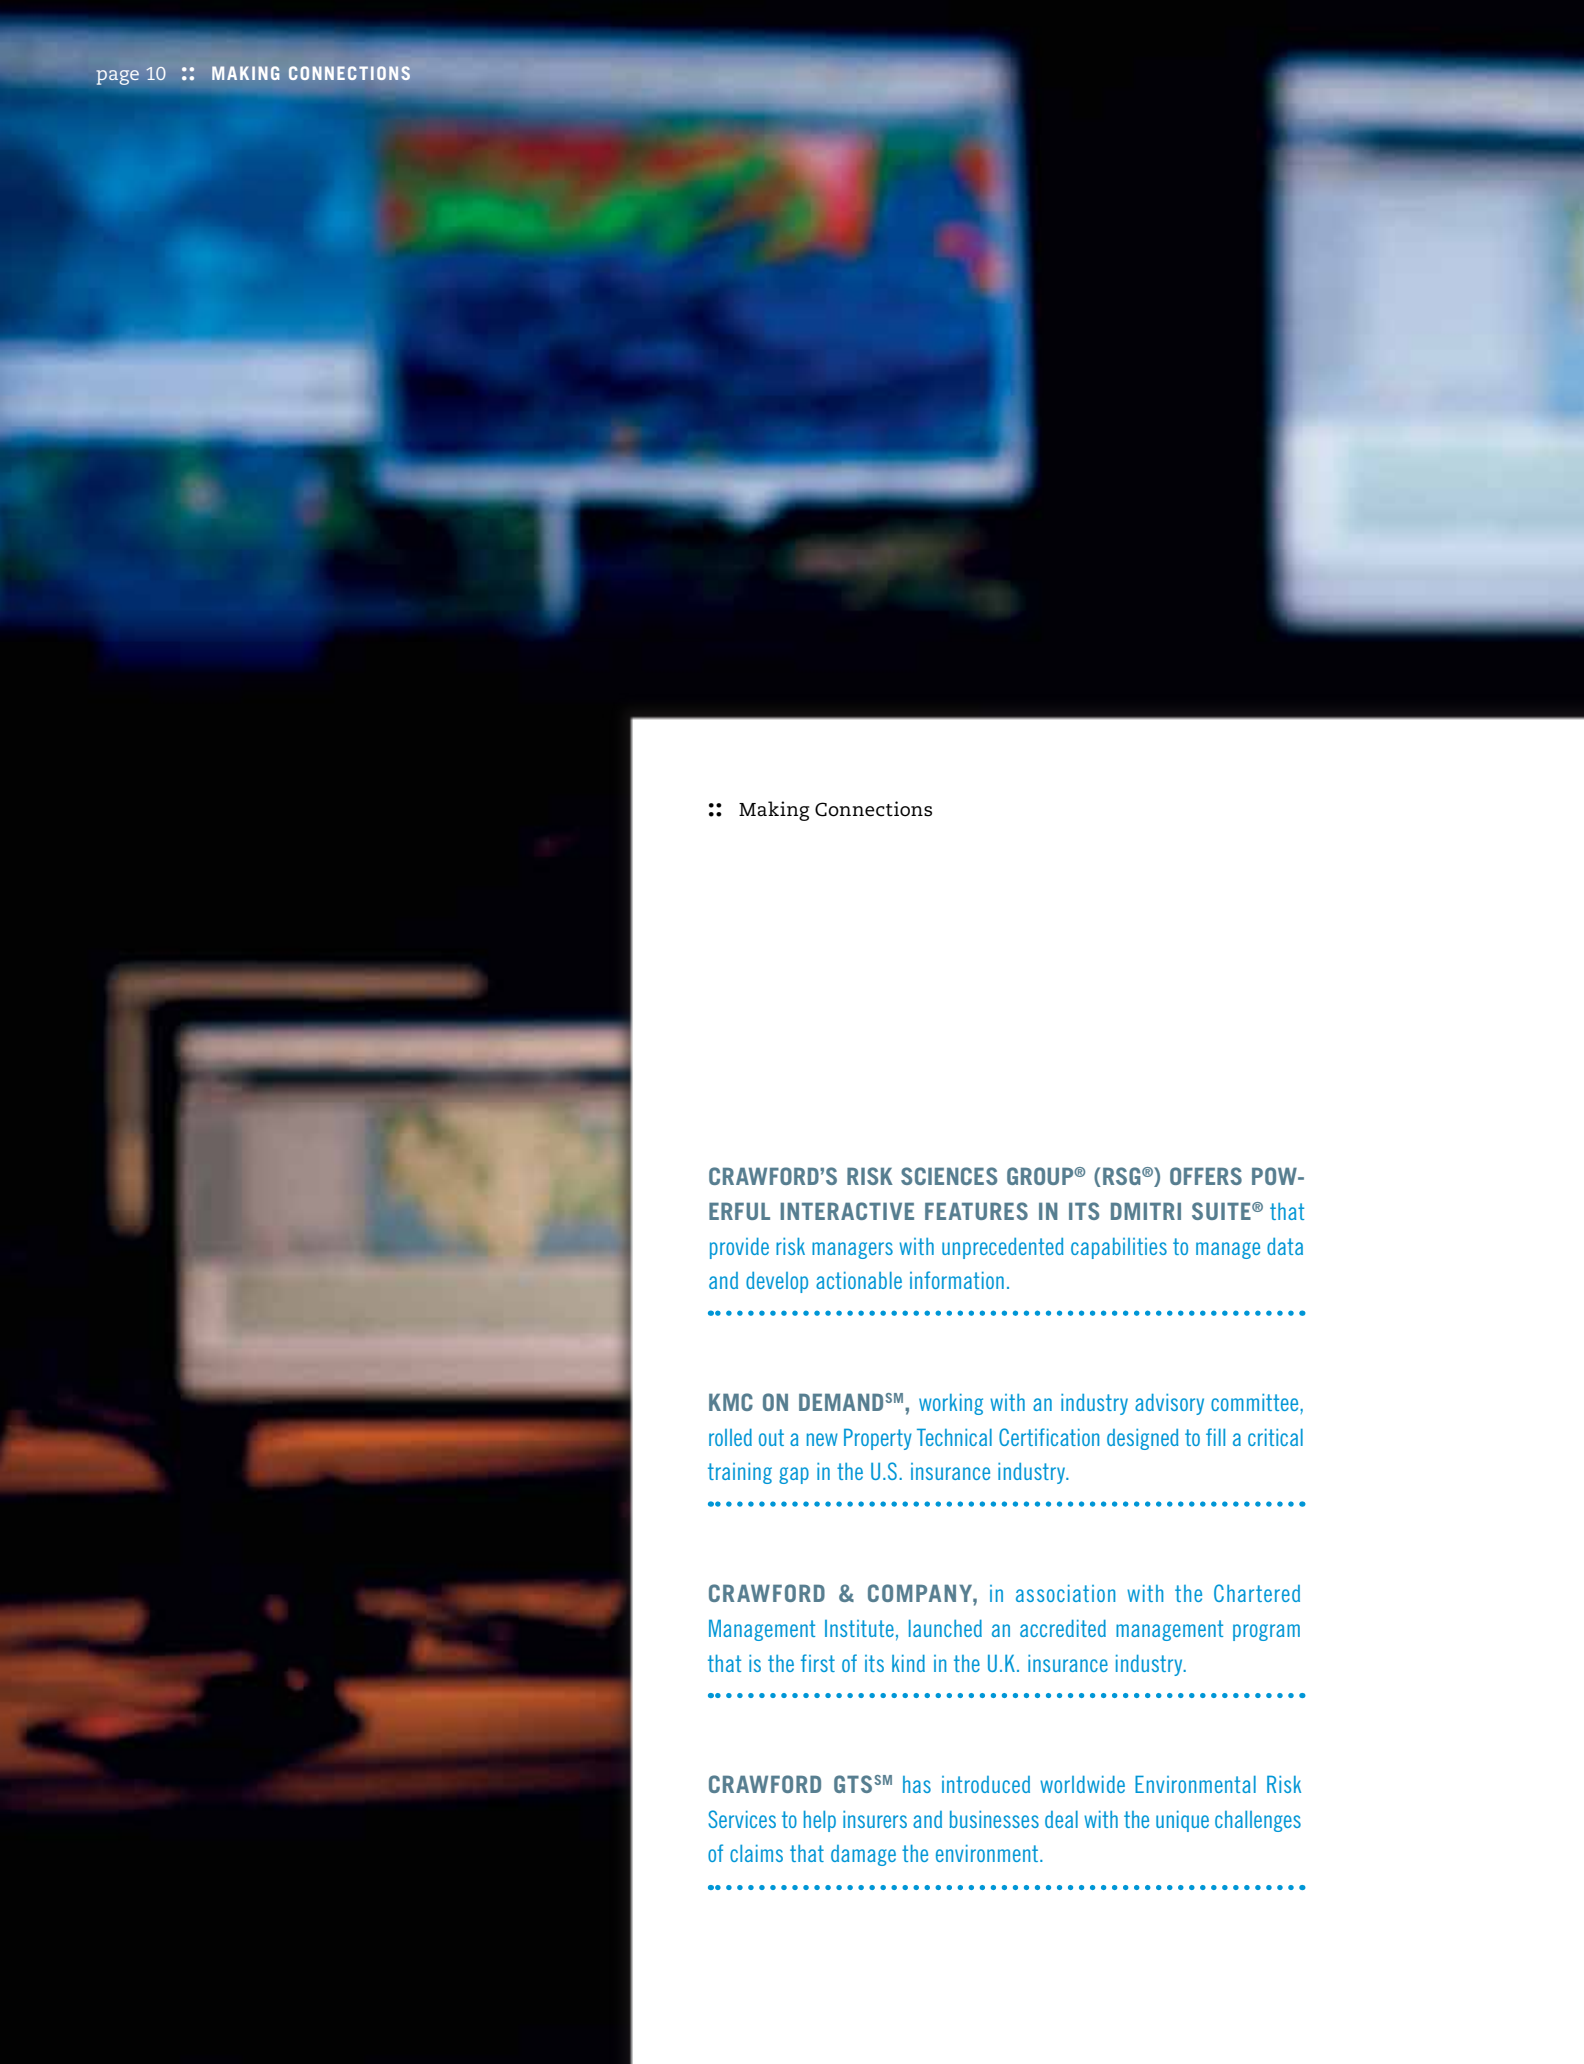 page 10 :: MAKING CONNECTIONS
:: Making Connections
CRAWFORD’S RISK SCIENCES GROUP® (RSG®) OFFERS POW-
ERFUL INTERACTIVE FEATURES IN ITS DMITRI SUITE® that
provide risk managers with unprecedented capabilities to manage data
and develop actionable information.
KMC ON DEMAND℠, working with an industry advisory committee,
rolled out a new Property Technical Certification designed to fill a critical
training gap in the U.S. insurance industry.
CRAWFORD & COMPANY, in association with the Chartered
Management Institute, launched an accredited management program
that is the first of its kind in the U.K. insurance industry.
CRAWFORD GTS℠ has introduced worldwide Environmental Risk
Services to help insurers and businesses deal with the unique challenges
of claims that damage the environment.